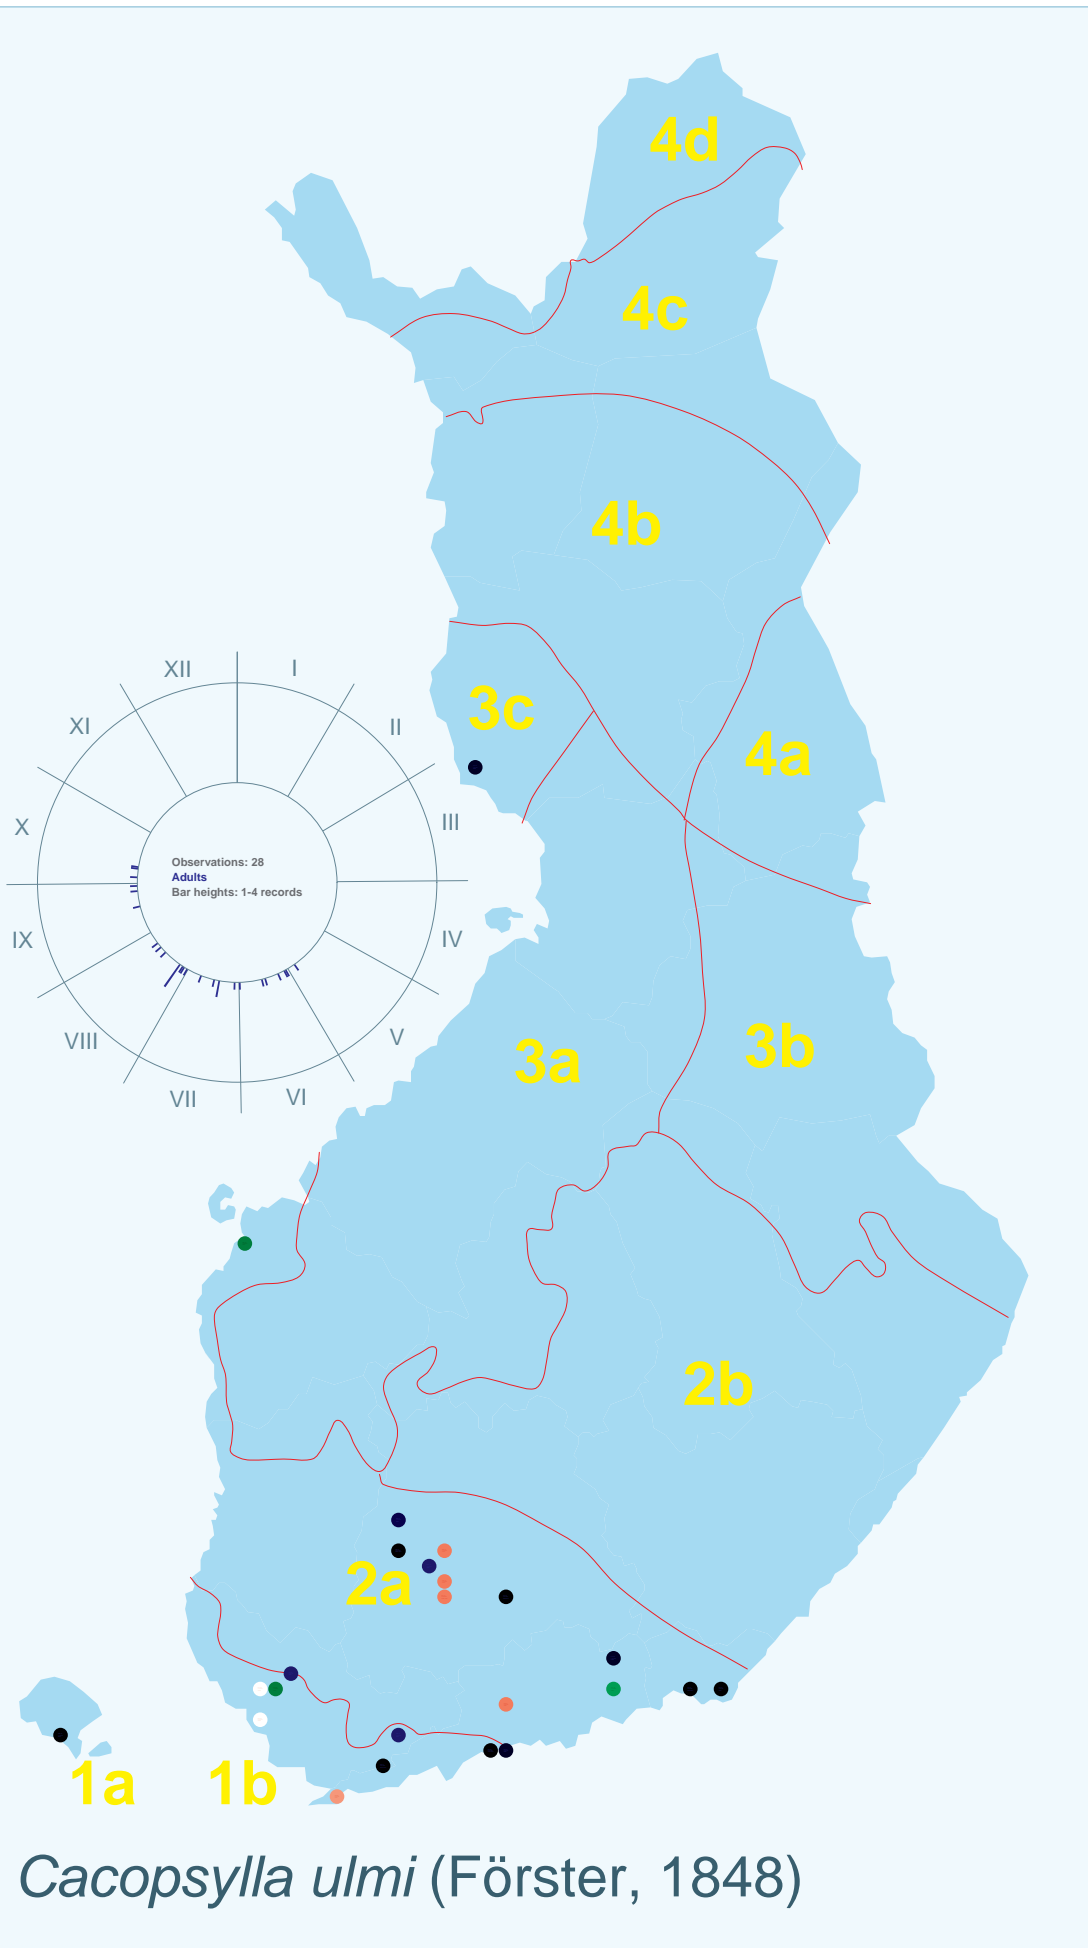 4d
4c
4b
3c
4a
XII
I
XI
II
X
III
Observations: 28
Adults
Bar heights: 1-4 records
IX
IV
VIII
V
VII
VI
3a
3b
2b
2a
1a
1b
Cacopsylla ulmi (Förster, 1848)